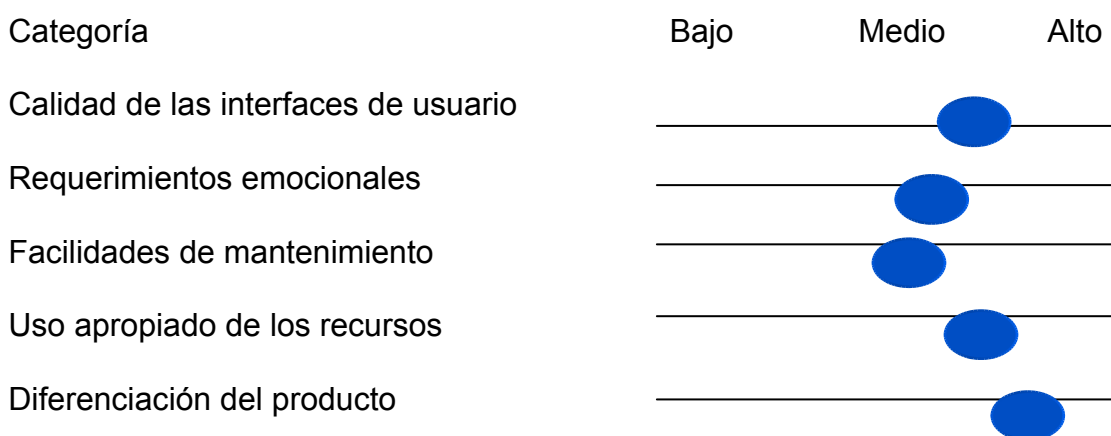 Categoría Bajo Medio Alto
Calidad de las interfaces de usuario
Requerimientos emocionales
Facilidades de mantenimiento
Uso apropiado de los recursos
Diferenciación del producto